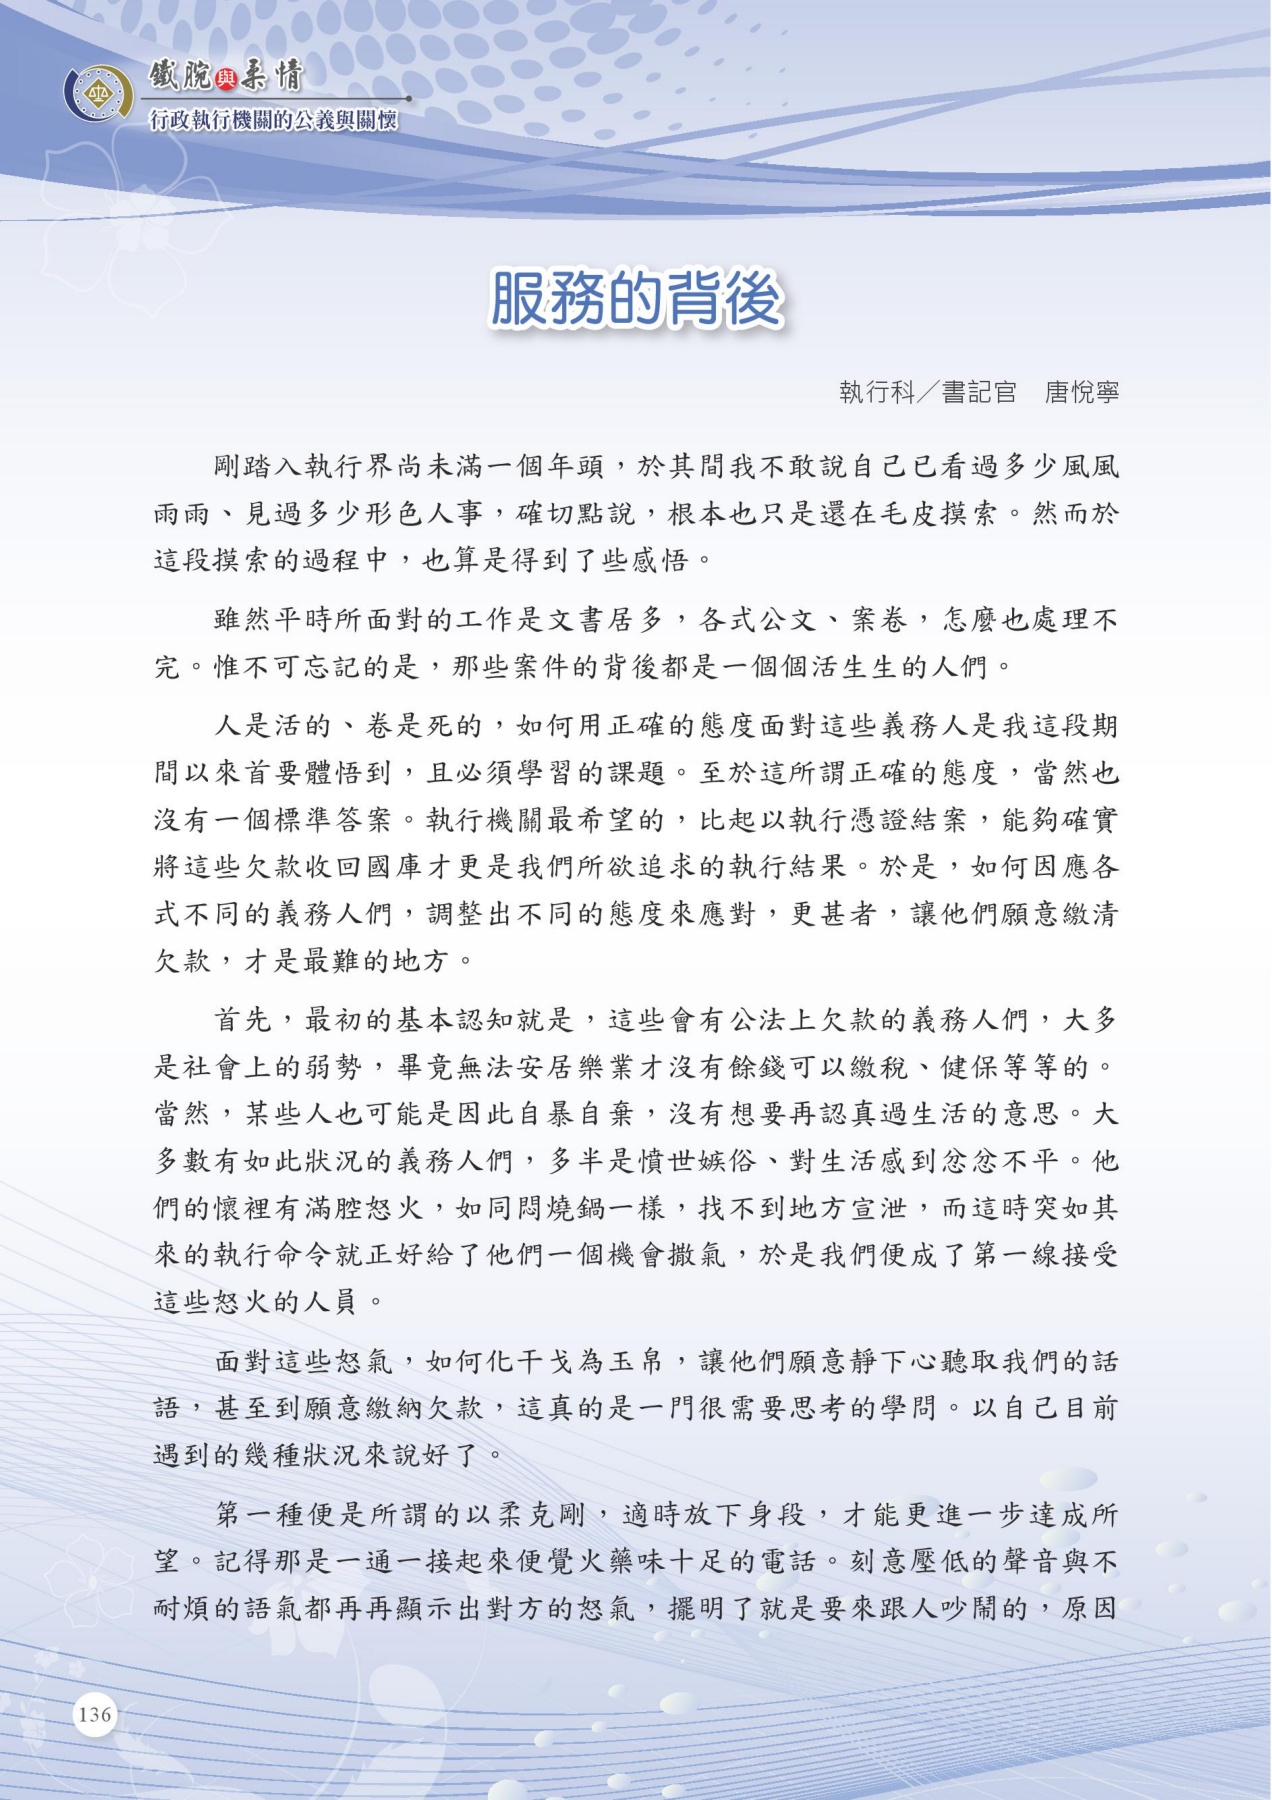 鐵腕與柔情
行政執行機關的公義與關懷
服務的背後
執行科／書記官　唐悅寧
剛踏入執行界尚未滿一個年頭，於其間我不敢說自己已看過多少風風
雨雨、見過多少形色人事，確切點說，根本也只是還在毛皮摸索。然而於
這段摸索的過程中，也算是得到了些感悟。
雖然平時所面對的工作是文書居多，各式公文、案卷，怎麼也處理不
完。惟不可忘記的是，那些案件的背後都是一個個活生生的人們。
人是活的、卷是死的，如何用正確的態度面對這些義務人是我這段期
間以來首要體悟到，且必須學習的課題。至於這所謂正確的態度，當然也
沒有一個標準答案。執行機關最希望的，比起以執行憑證結案，能夠確實
將這些欠款收回國庫才更是我們所欲追求的執行結果。於是，如何因應各
式不同的義務人們，調整出不同的態度來應對，更甚者，讓他們願意繳清
欠款，才是最難的地方。
首先，最初的基本認知就是，這些會有公法上欠款的義務人們，大多
是社會上的弱勢，畢竟無法安居樂業才沒有餘錢可以繳稅、健保等等的。
當然，某些人也可能是因此自暴自棄，沒有想要再認真過生活的意思。大
多數有如此狀況的義務人們，多半是憤世嫉俗、對生活感到忿忿不平。他
們的懷裡有滿腔怒火，如同悶燒鍋一樣，找不到地方宣泄，而這時突如其
來的執行命令就正好給了他們一個機會撒氣，於是我們便成了第一線接受
這些怒火的人員。
面對這些怒氣，如何化干戈為玉帛，讓他們願意靜下心聽取我們的話
語，甚至到願意繳納欠款，這真的是一門很需要思考的學問。以自己目前
遇到的幾種狀況來說好了。
第一種便是所謂的以柔克剛，適時放下身段，才能更進一步達成所
望。記得那是一通一接起來便覺火藥味十足的電話。刻意壓低的聲音與不
耐煩的語氣都再再顯示出對方的怒氣，擺明了就是要來跟人吵鬧的，原因
136